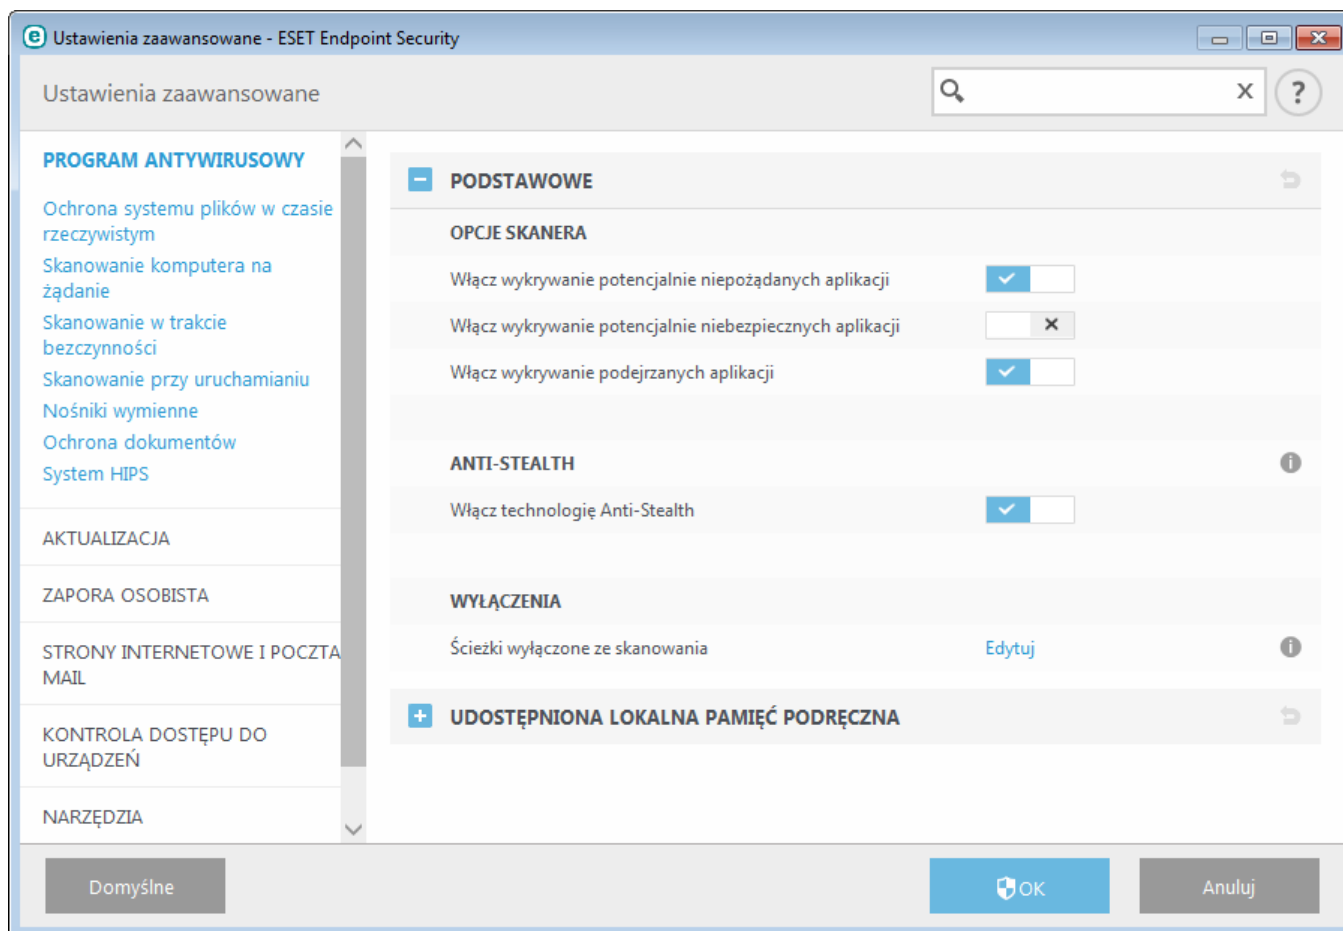 Ustawienia zaawansowane - ESET Endpoint Security
Ustawienia zaawansowane
PROGRAM ANTYWIRUSOWY
Ochrona systemu plików w czasie
rzeczywistym
Skanowanie komputera na
żądanie
Skanowanie w trakcie
bezczynności
Skanowanie przy uruchamianiu
Nośniki wymienne
Ochrona dokumentów
System HIPS
AKTUALIZACJA
ZAPORA OSOBISTA
STRONY INTERNETOWE I POCZTA
MAIL
KONTROLA DOSTĘPU DO
URZĄDZEŃ
NARZĘDZIA
PODSTAWOWE
OPCJE SKANERA
Włącz wykrywanie potencjalnie niepożądanych aplikacji
Włącz wykrywanie potencjalnie niebezpiecznych aplikacji
Włącz wykrywanie podejrzanych aplikacji
ANTI-STEALTH
Włącz technologię Anti-Stealth
WYŁĄCZENIA
Ścieżki wyłączone ze skanowania Edytuj
UDOSTĘPNIONA LOKALNA PAMIĘĆ PODRĘCZNA
Domyślne OK Anuluj